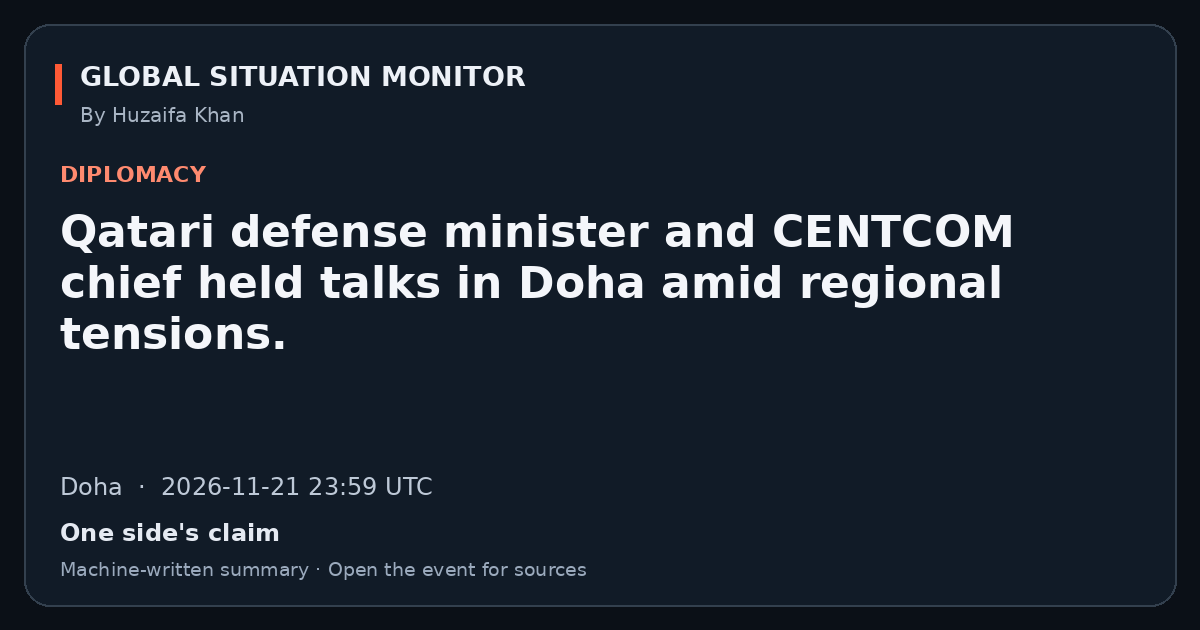 GLOBAL SITUATION MONITOR
By Huzaifa Khan
DIPLOMACY
Qatari defense minister and CENTCOM
chief held talks in Doha amid regional
tensions.
Doha · 2026-11-21 23:59 UTC
One side's claim
Machine-written summary · Open the event for sources